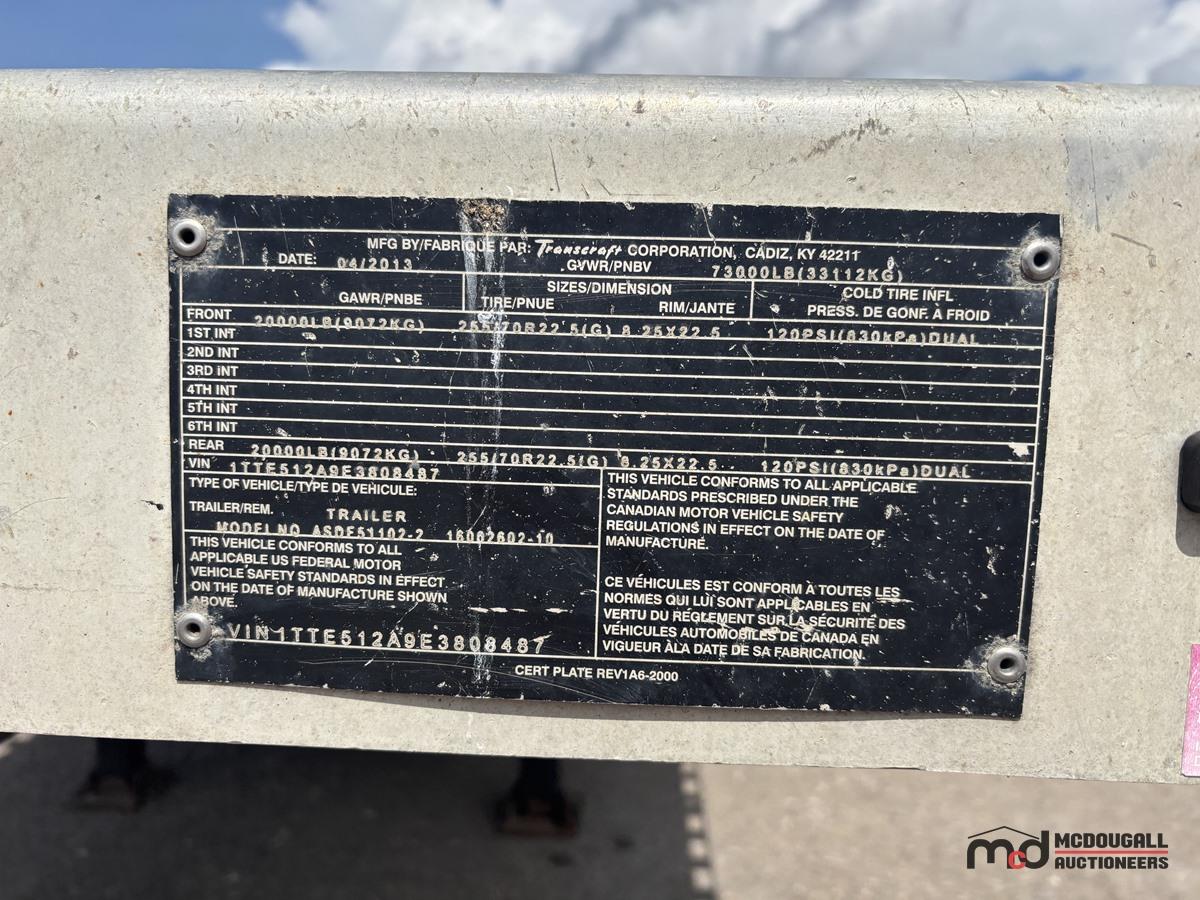 MFG BY/FABRIQUE PAR: Transcraft CORPORATION, CADIZ, KY 42211
DATE: 04/2013 GVWR/PNBV 73000LB(33112KG)
GAWR/PNBE SIZES/DIMENSION COLD TIRE INFL
TIRE/PNUE RIM/JANTE PRESS. DE GONF. À FROID
FRONT 20000LB(9072KG) 255/70R22.5(G) 8.25X22.5 120PSI(830kPa)DUAL
1ST INT
2ND INT
3RD INT
4TH INT
5TH INT
6TH INT
REAR 20000LB(9072KG) 255/70R22.5(G) 8.25X22.5 120PSI(830kPa)DUAL
VIN 1TTE512A9E3808487
TYPE OF VEHICLE/TYPE DE VEHICULE:
TRAILER/REM. TRAILER
MODEL NO ASDE51102-2 16062602-10
THIS VEHICLE CONFORMS TO ALL
APPLICABLE US FEDERAL MOTOR
VEHICLE SAFETY STANDARDS IN EFFECT
ON THE DATE OF MANUFACTURE SHOWN
ABOVE.
VIN 1TTE512A9E3808487
THIS VEHICLE CONFORMS TO ALL APPLICABLE
STANDARDS PRESCRIBED UNDER THE
CANADIAN MOTOR VEHICLE SAFETY
REGULATIONS IN EFFECT ON THE DATE OF
MANUFACTURE.
CE VÉHICULES EST CONFORM À TOUTES LES
NORMES QUI LUI SONT APPLICABLES EN
VERTU DU RÉGLEMENT SUR LA SÉCURITÉ DES
VÉHICULES AUTOMOBILES DE CANADA EN
VIGUEUR À LA DATE DE SA FABRICATION.
CERT PLATE REV1A6-2000
mcd MCDOUGALL
AUCTIONEERS